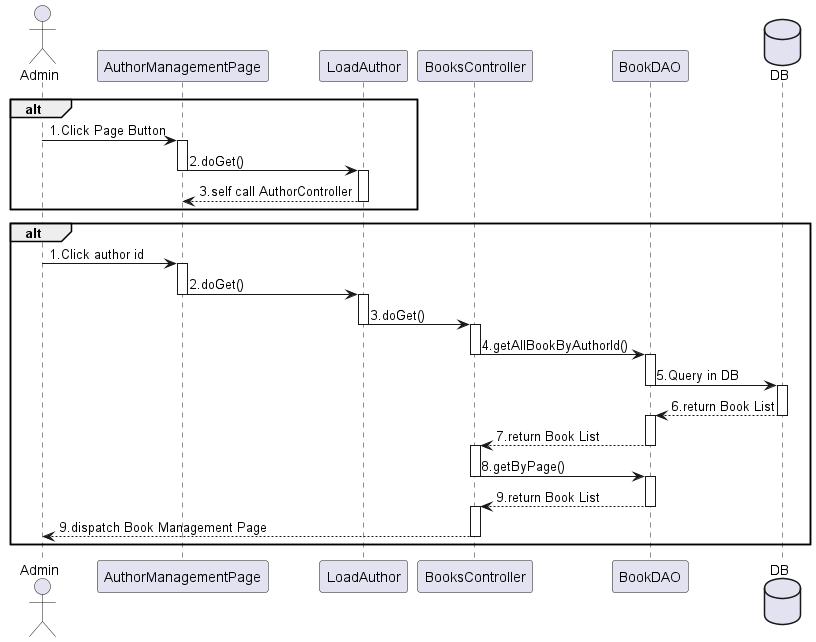 Admin
AuthorManagementPage
LoadAuthor
BooksController
BookDAO
DB
alt
1.Click Page Button
2.doGet()
3.self call AuthorController
alt
1.Click author id
2.doGet()
3.doGet()
4.getAllBookByAuthorId()
5.Query in DB
6.return Book List
7.return Book List
8.getByPage()
9.return Book List
9.dispatch Book Management Page
Admin
AuthorManagementPage
LoadAuthor
BooksController
BookDAO
DB